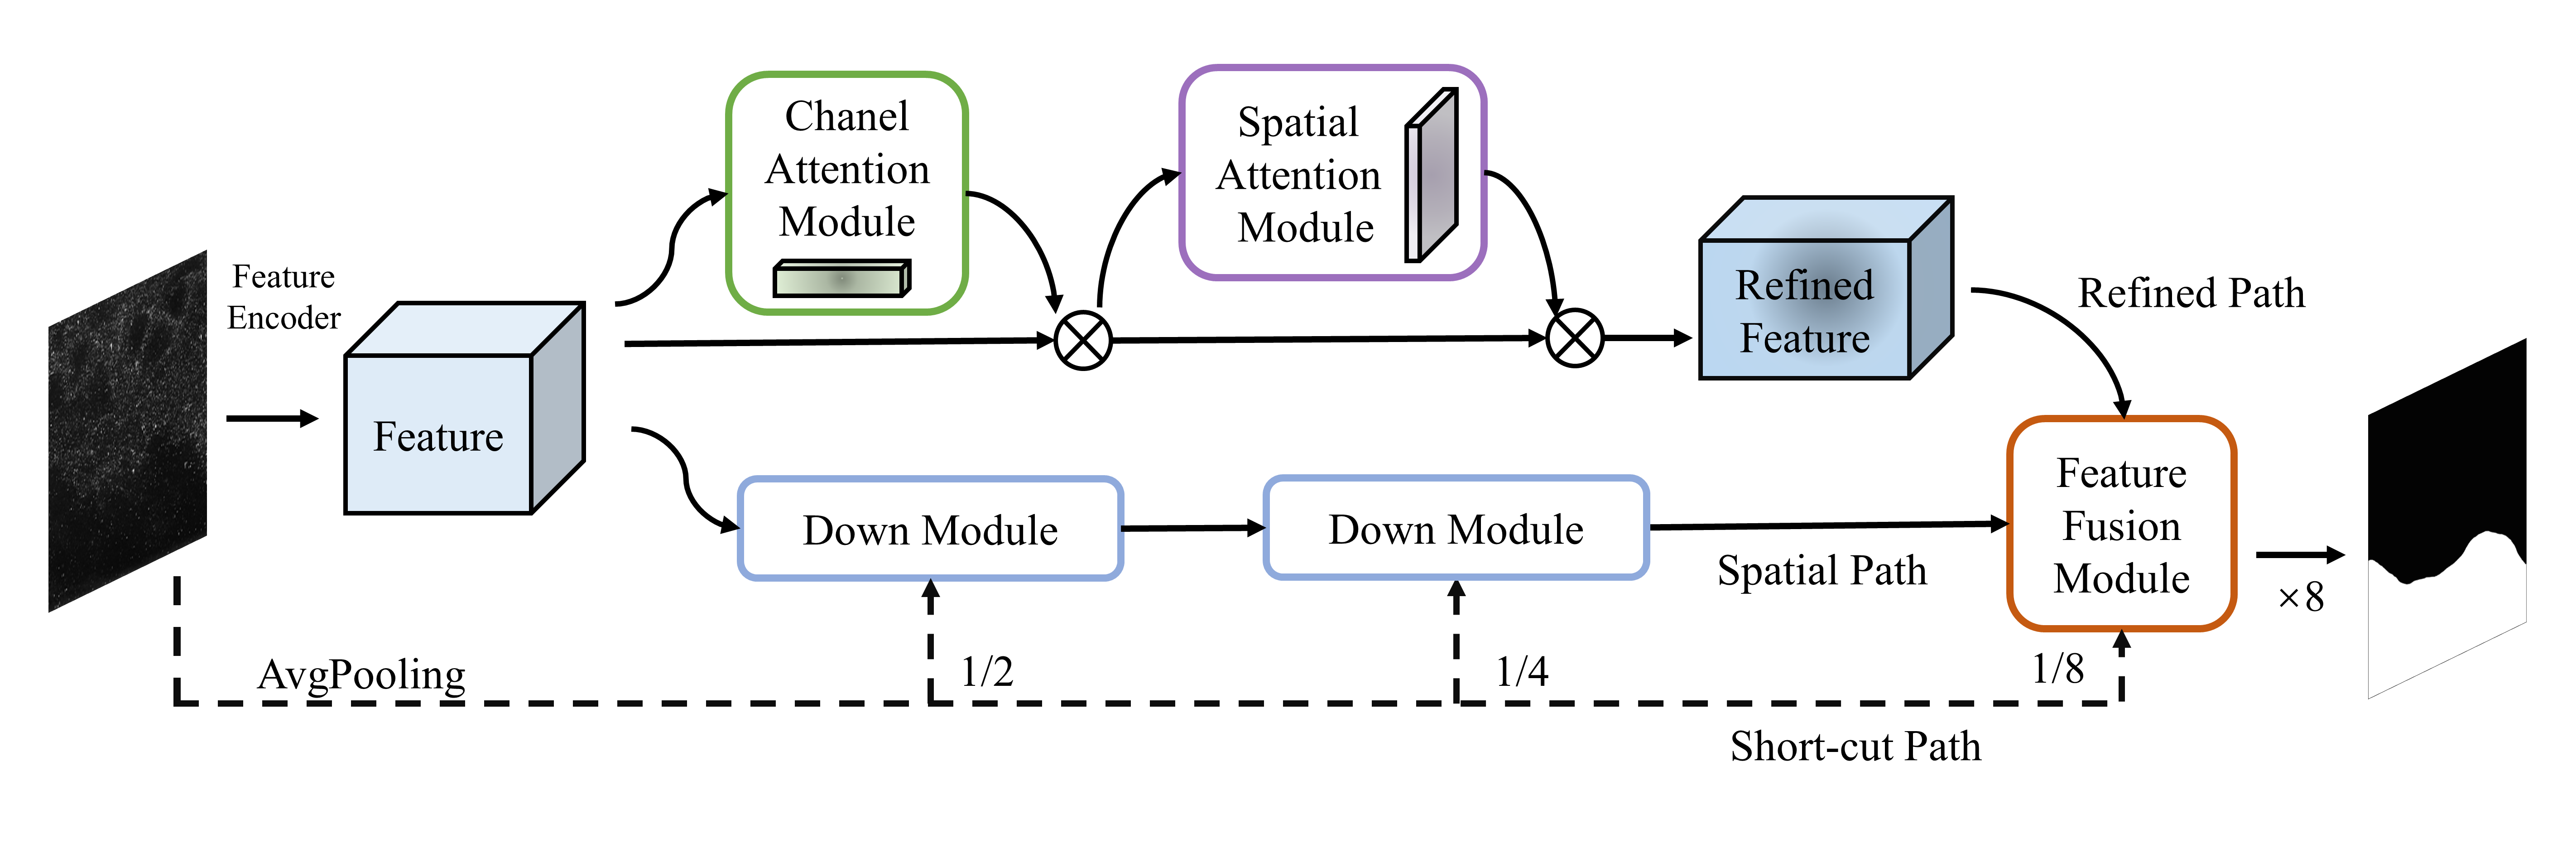 Feature
Encoder
Feature
Chanel
Attention
Module
Spatial
Attention
Module
Refined
Feature
Refined Path
Down Module
Down Module
Spatial Path
Feature
Fusion
Module
×8
AvgPooling
1/2
1/4
1/8
Short-cut Path